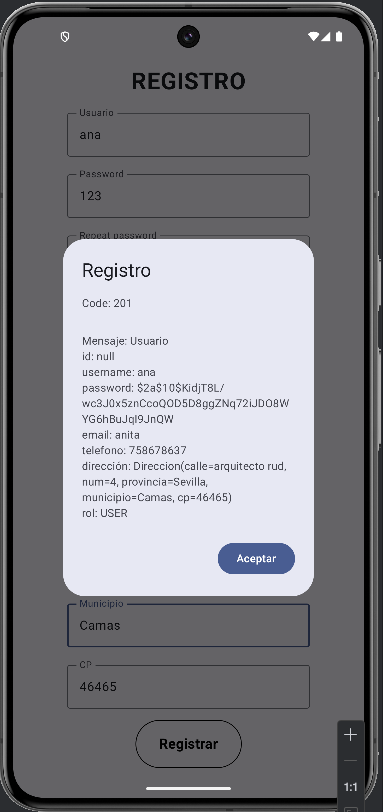 REGISTRO
Usuario
ana
Password
123
Repeat password
Registro
Code: 201
Mensaje: Usuario
id: null
username: ana
password: $2a$10$KidjT8L/
wc3J0x5znCcoQOD5D8ggZNq72iJDO8W
YG6hBuJqI9JnQW
email: anita
telefono: 758678637
dirección: Direccion(calle=arquitecto rud,
num=4, provincia=Sevilla,
municipio=Camas, cp=46465)
rol: USER
Aceptar
Municipio
Camas
CP
46465
Registrar
1:1